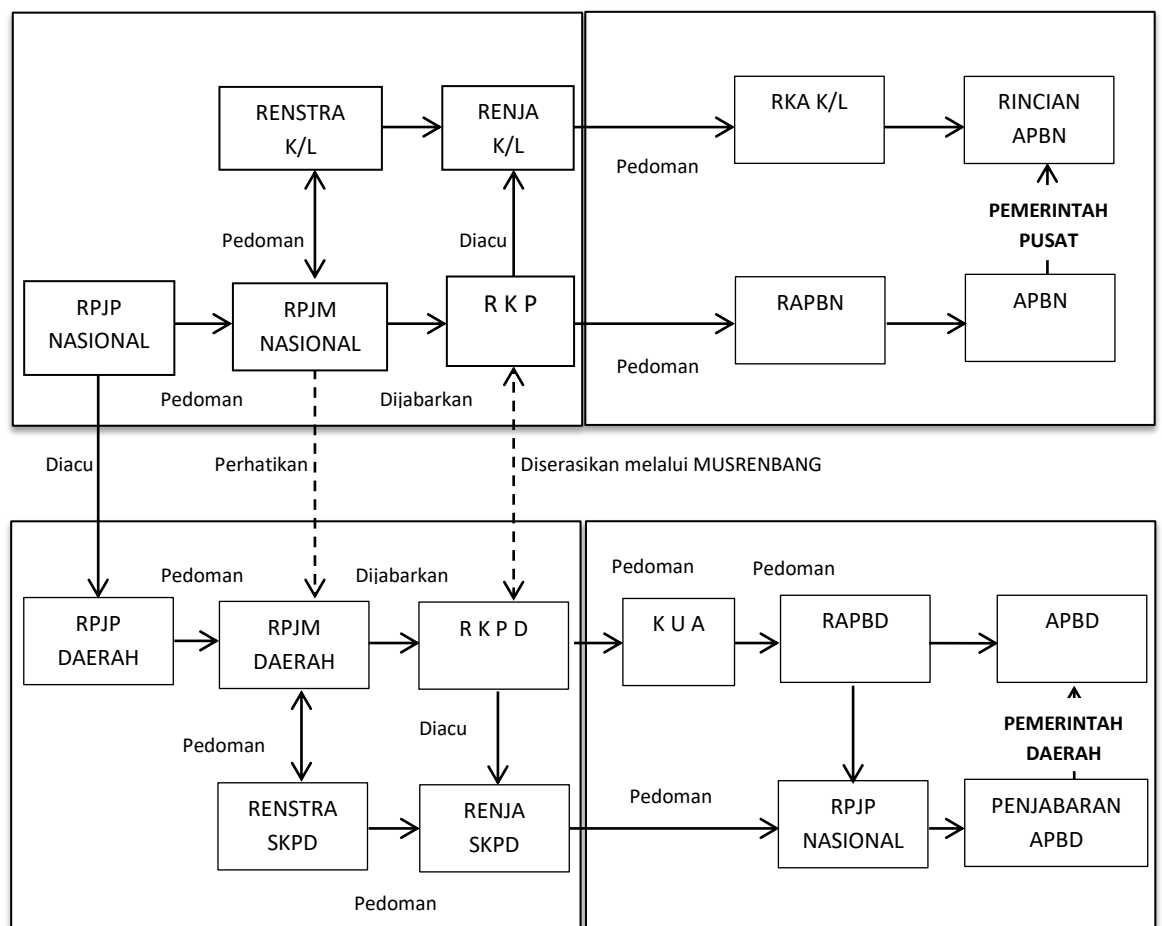 RENSTRA
K/L
RENJA
K/L
RKA K/L
RINCIAN
APBN
Pedoman
PEMERINTAH
PUSAT
Pedoman
Diacu
RPJP
NASIONAL
RPJM
NASIONAL
R K P
RAPBN
APBN
Pedoman
Pedoman
Dijabarkan
Diacu
Perhatikan
Diserasikan melalui MUSRENBANG
Pedoman
Dijabarkan
Pedoman
Pedoman
RPJP
DAERAH
RPJM
DAERAH
R K P D
K U A
RAPBD
APBD
Pedoman
Diacu
PEMERINTAH
DAERAH
RENSTRA
SKPD
RENJA
SKPD
Pedoman
RPJP
NASIONAL
PENJABARAN
APBD
Pedoman